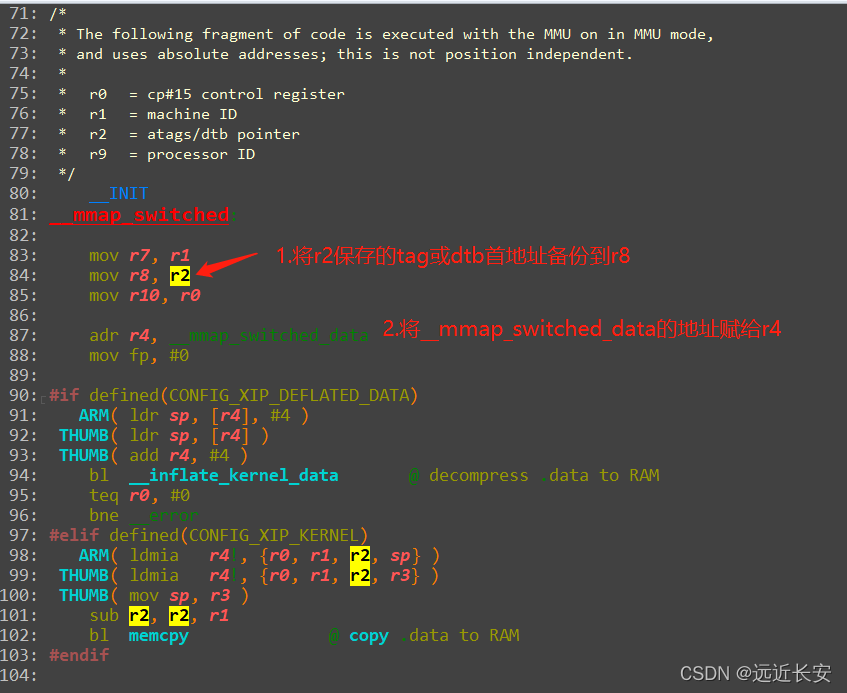 71: /*
72:  * The following fragment of code is executed with the MMU on in MMU mode,
73:  * and uses absolute addresses; this is not position independent.
74:  *
75:  *  r0  = cp#15 control register
76:  *  r1  = machine ID
77:  *  r2  = atags/dtb pointer
78:  *  r9  = processor ID
79:  */
80:     __INIT
81: __mmap_switched:
82:
83:     mov r7, r1
1.将r2保存的tag或dtb首地址备份到r8
84:     mov r8, r2
85:     mov r10, r0
86:
87:     adr r4, __mmap_switched_data
2.将__mmap_switched_data的地址赋给r4
88:     mov fp, #0
89:
90: #if defined(CONFIG_XIP_DEFLATED_DATA)
91:    ARM( ldr sp, [r4], #4 )
92:  THUMB( ldr sp, [r4] )
93:  THUMB( add r4, #4 )
94:     bl  __inflate_kernel_data       @ decompress .data to RAM
95:     teq r0, #0
96:     bne __error
97: #elif defined(CONFIG_XIP_KERNEL)
98:    ARM( ldmia   r4!, {r0, r1, r2, sp} )
99:  THUMB( ldmia   r4!, {r0, r1, r2, r3} )
100:  THUMB( mov sp, r3 )
101:     sub r2, r2, r1
102:     bl  memcpy              @ copy .data to RAM
103: #endif
104:
CSDN @远近长安